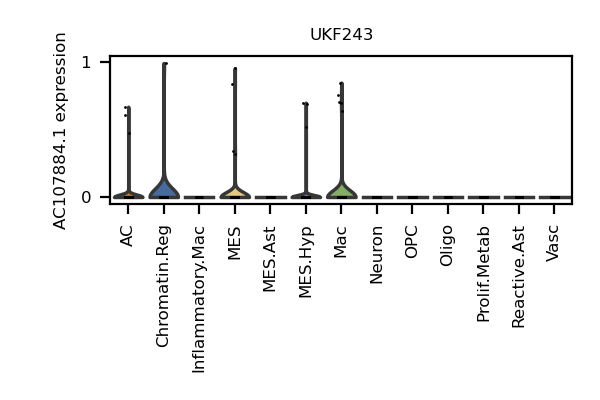 UKF243
AC107884.1 expression
1
0
AC
Chromatin.Reg
Inflammatory.Mac
MES
MES.Ast
MES.Hyp
Mac
Neuron
OPC
Oligo
Prolif.Metab
Reactive.Ast
Vasc